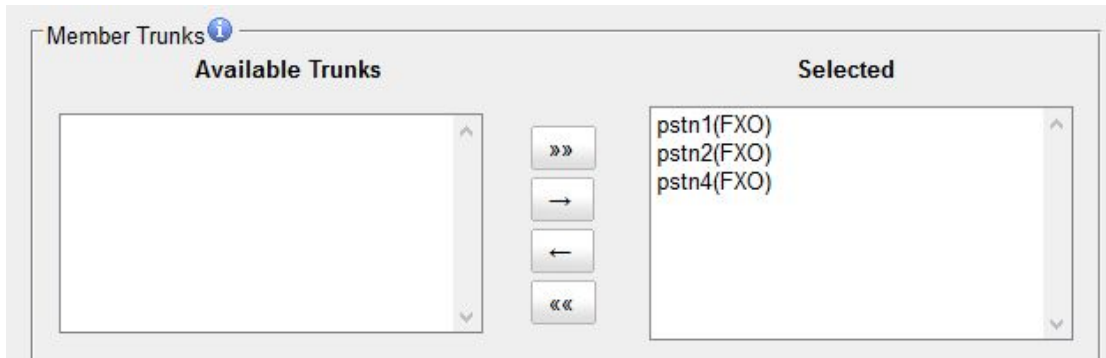 Member Trunks
Available Trunks
Selected
pstn1(FXO)
pstn2(FXO)
pstn4(FXO)
»»
→
←
««